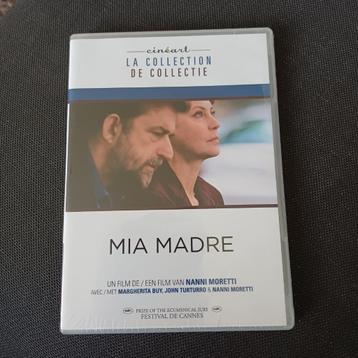 cinéart
LA COLLECTION
DE COLLECTIE
MIA MADRE
UN FILM DE / EEN FILM VAN NANNI MORETTI
AVEC / MET MARGHERITA BUY, JOHN TURTURRO & NANNI MORETTI
PRIZE OF THE ECUMENICAL JURY
FESTIVAL DE CANNES